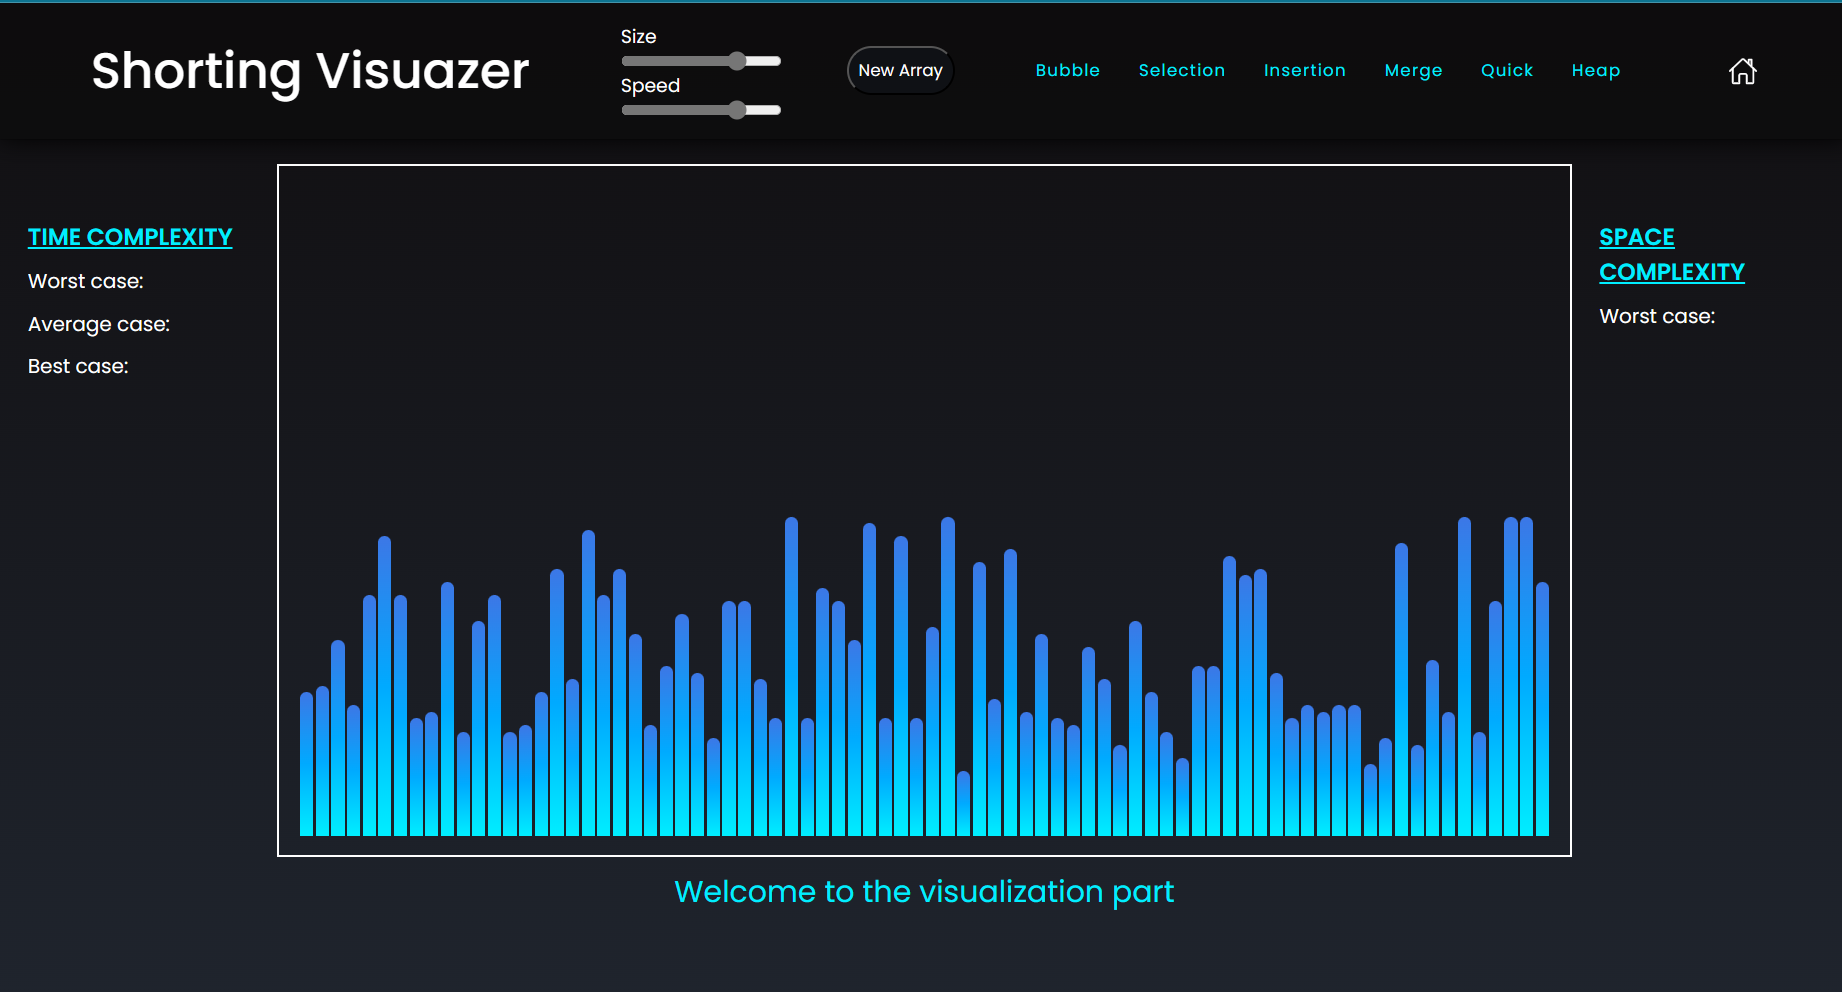 Shorting Visuazer
Size
Speed
New Array
Bubble Selection Insertion Merge Quick Heap
TIME COMPLEXITY
Worst case:
Average case:
Best case:
SPACE
COMPLEXITY
Worst case:
Welcome to the visualization part